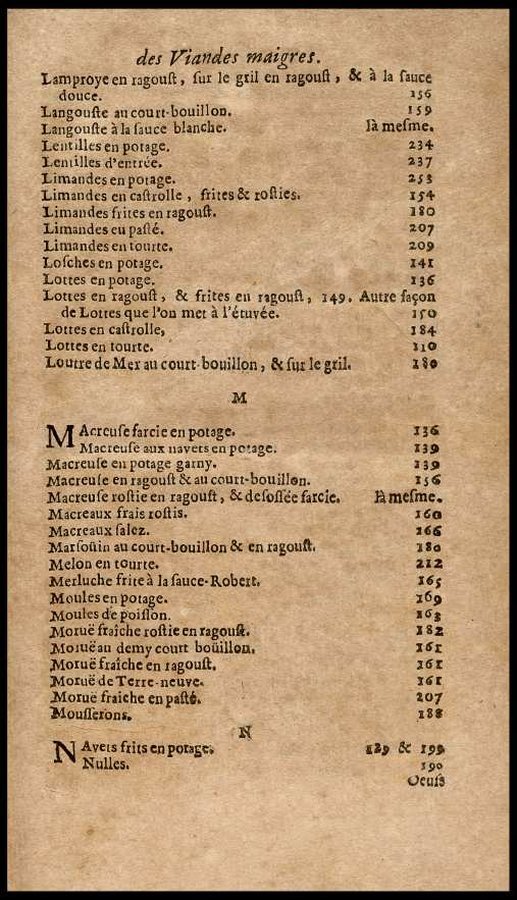 des Viandes maigres.
Lamproye en ragoust, sur le gril en ragoust, & à la sauce
douce. 156
Langouste au court-bouillon. 159
Langouste à la sauce blanche. là mesme.
Lentilles en potage. 234
Lentilles d'entrée. 237
Limandes en potage. 253
Limandes en castrolle, frites & rosties. 154
Limandes frites en ragoust. 180
Limandes en pasté. 207
Limandes en tourte. 209
Losches en potage. 141
Lottes en potage. 136
Lottes en ragoust, & frites en ragoust, 149. Autre façon
de Lottes que l'on met à l'étuvée. 150
Lottes en castrolle, 184
Lottes en tourte. 110
Loutre de Mer au court-bouillon, & sur le gril. 180
M
MAcreuse farcie en potage. 136
Macreuse aux navets en potage. 139
Macreuse en potage garny. 139
Macreuse en ragoust & au court-bouillon. 156
Macreuse rostie en ragoust, & desossée farcie. là mesme.
Macreaux frais rostis. 160
Macreaux salez. 166
Marsouin au court-bouillon & en ragoust. 180
Melon en tourte. 212
Merluche frite à la sauce-Robert. 165
Moules en potage. 169
Moules de poisson. 163
Moruë fraîche rostie en ragoust. 182
Moruë au demy court boüillon. 161
Moruë fraîche en ragoust. 161
Moruë de Terre-neuve. 161
Moruë fraiche en pasté. 207
Mousserons. 188
N
NAvets frits en potage. 129 & 199
Nulles. 190
Oeufs